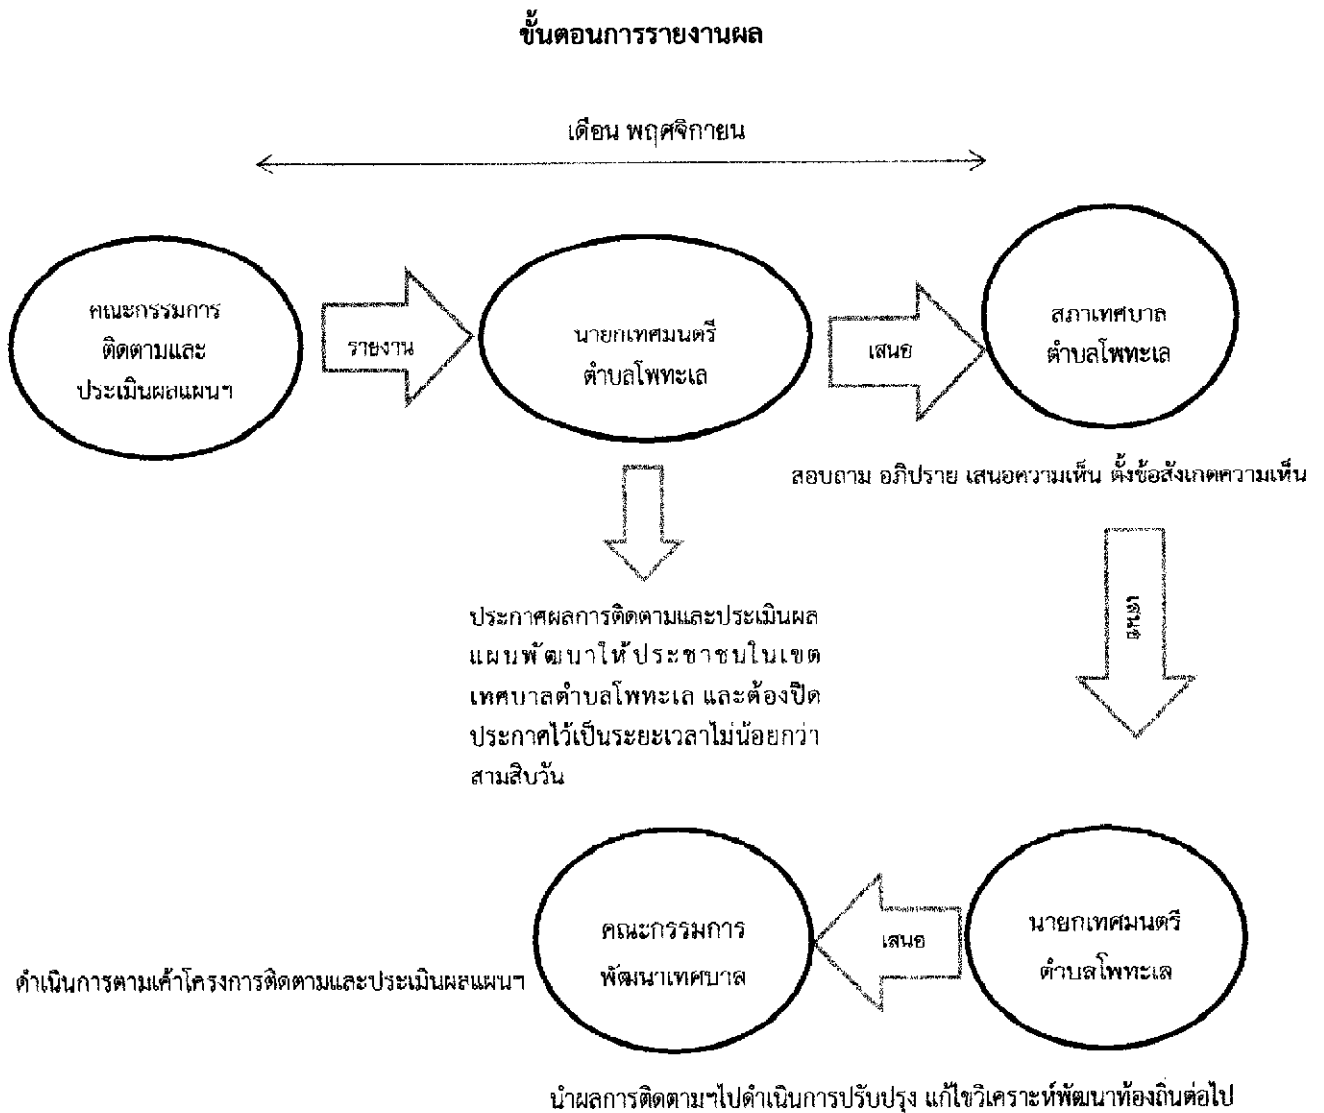 ขั้นตอนการรายงานผล
เดือน พฤศจิกายน
คณะกรรมการ
ติดตามและ
ประเมินผลแผนฯ
รายงาน
นายกเทศมนตรี
ตำบลโพทะเล
เสนอ
สภาเทศบาล
ตำบลโพทะเล
สอบถาม อภิปราย เสนอความเห็น ตั้งข้อสังเกตความเห็น
ประกาศผลการติดตามและประเมินผล
แผนพัฒนาให้ประชาชนในเขต
เทศบาลตำบลโพทะเล และต้องปิด
ประกาศไว้เป็นระยะเวลาไม่น้อยกว่า
สามสิบวัน
เสนอ
นายกเทศมนตรี
ตำบลโพทะเล
เสนอ
คณะกรรมการ
พัฒนาเทศบาล
ดำเนินการตามเค้าโครงการติดตามและประเมินผลแผนฯ
นำผลการติดตามฯไปดำเนินการปรับปรุง แก้ไขวิเคราะห์พัฒนาท้องถิ่นต่อไป